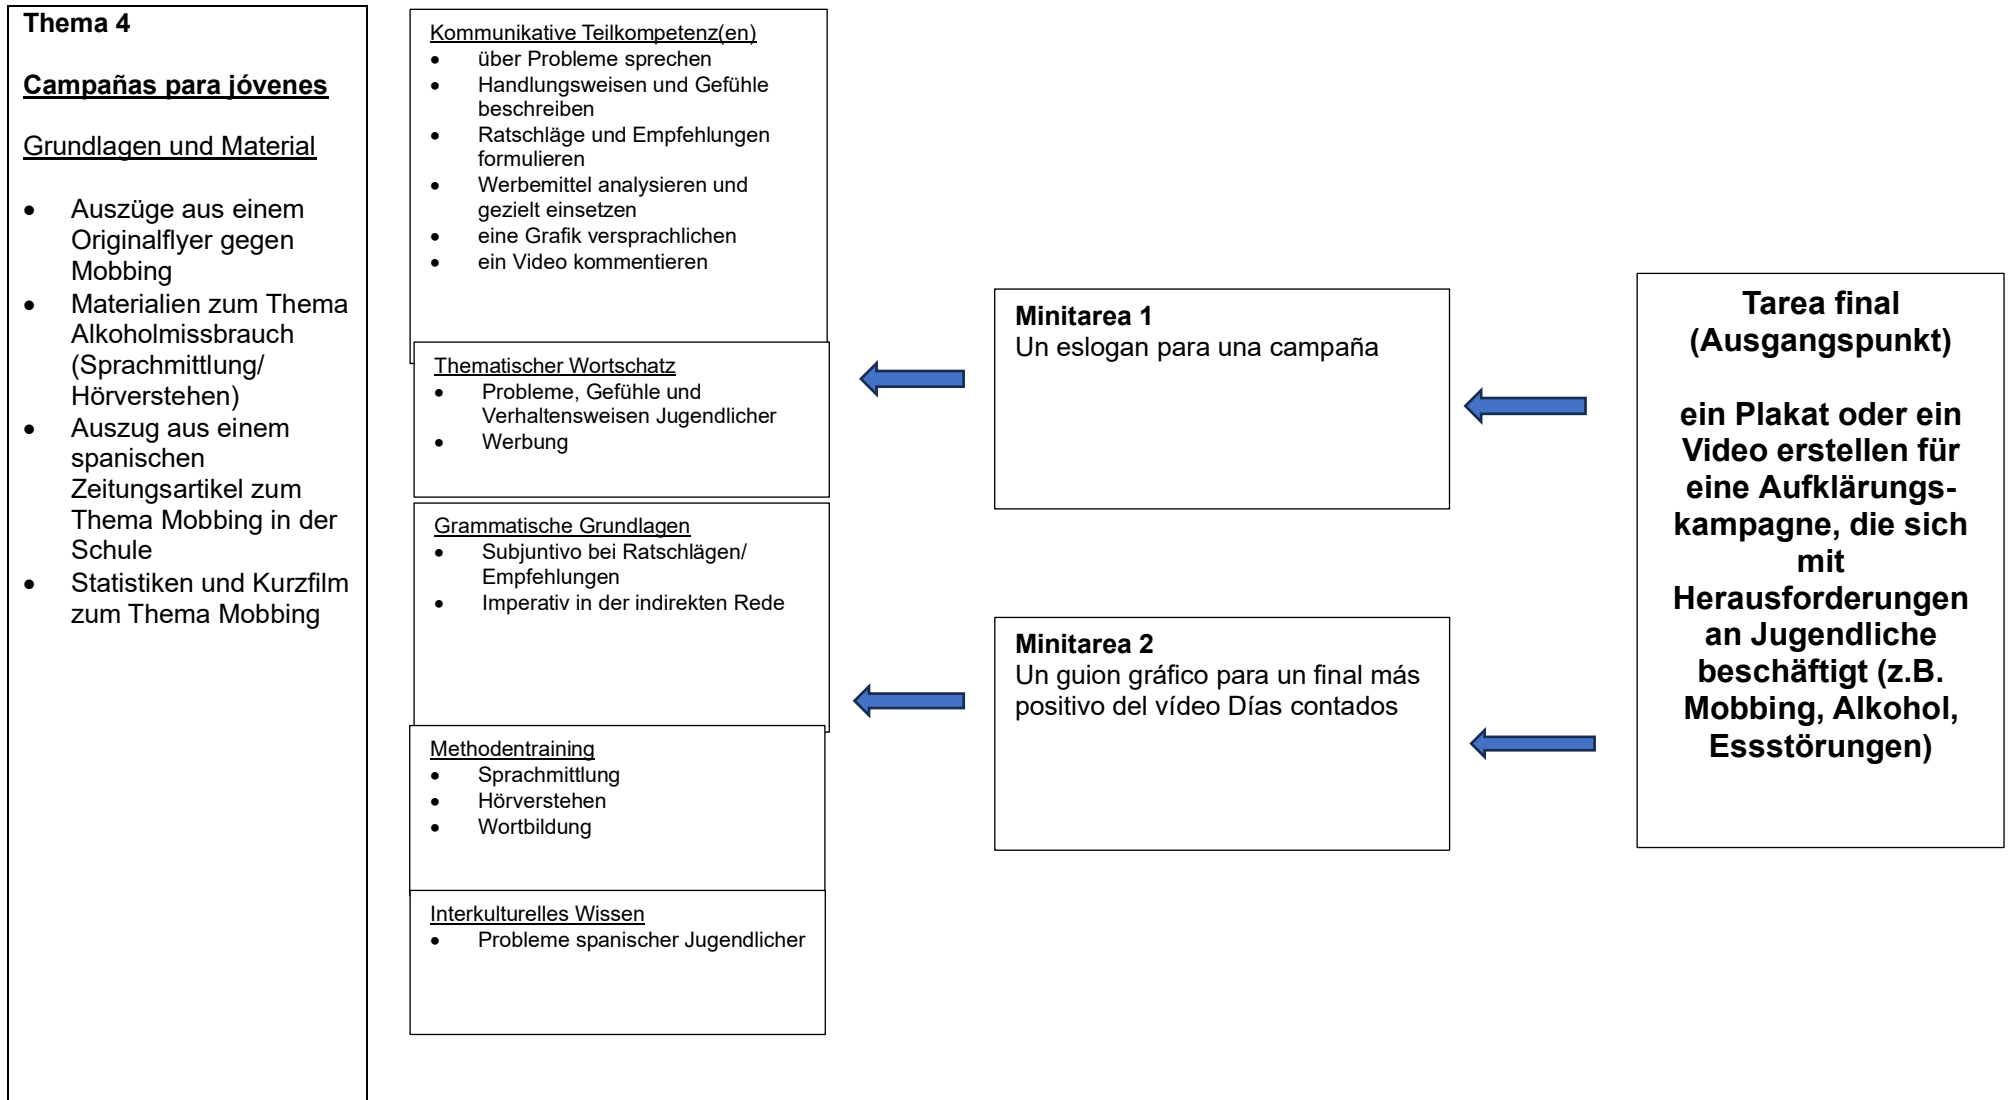 Thema 4
Campañas para jóvenes
Grundlagen und Material
• Auszüge aus einem
Originalflyer gegen
Mobbing
• Materialien zum Thema
Alkoholmissbrauch
(Sprachmittlung/
Hörverstehen)
• Auszug aus einem
spanischen
Zeitungsartikel zum
Thema Mobbing in der
Schule
• Statistiken und Kurzfilm
zum Thema Mobbing
Kommunikative Teilkompetenz(en)
• über Probleme sprechen
• Handlungsweisen und Gefühle
beschreiben
• Ratschläge und Empfehlungen
formulieren
• Werbemittel analysieren und
gezielt einsetzen
• eine Grafik versprachlichen
• ein Video kommentieren
Thematischer Wortschatz
• Probleme, Gefühle und
Verhaltensweisen Jugendlicher
• Werbung
Grammatische Grundlagen
• Subjuntivo bei Ratschlägen/
Empfehlungen
• Imperativ in der indirekten Rede
Methodentraining
• Sprachmittlung
• Hörverstehen
• Wortbildung
Interkulturelles Wissen
• Probleme spanischer Jugendlicher
Minitarea 1
Un eslogan para una campaña
Minitarea 2
Un guion gráfico para un final más
positivo del vídeo Días contados
Tarea final
(Ausgangspunkt)
ein Plakat oder ein
Video erstellen für
eine Aufklärungs-
kampagne, die sich
mit
Herausforderungen
an Jugendliche
beschäftigt (z.B.
Mobbing, Alkohol,
Essstörungen)